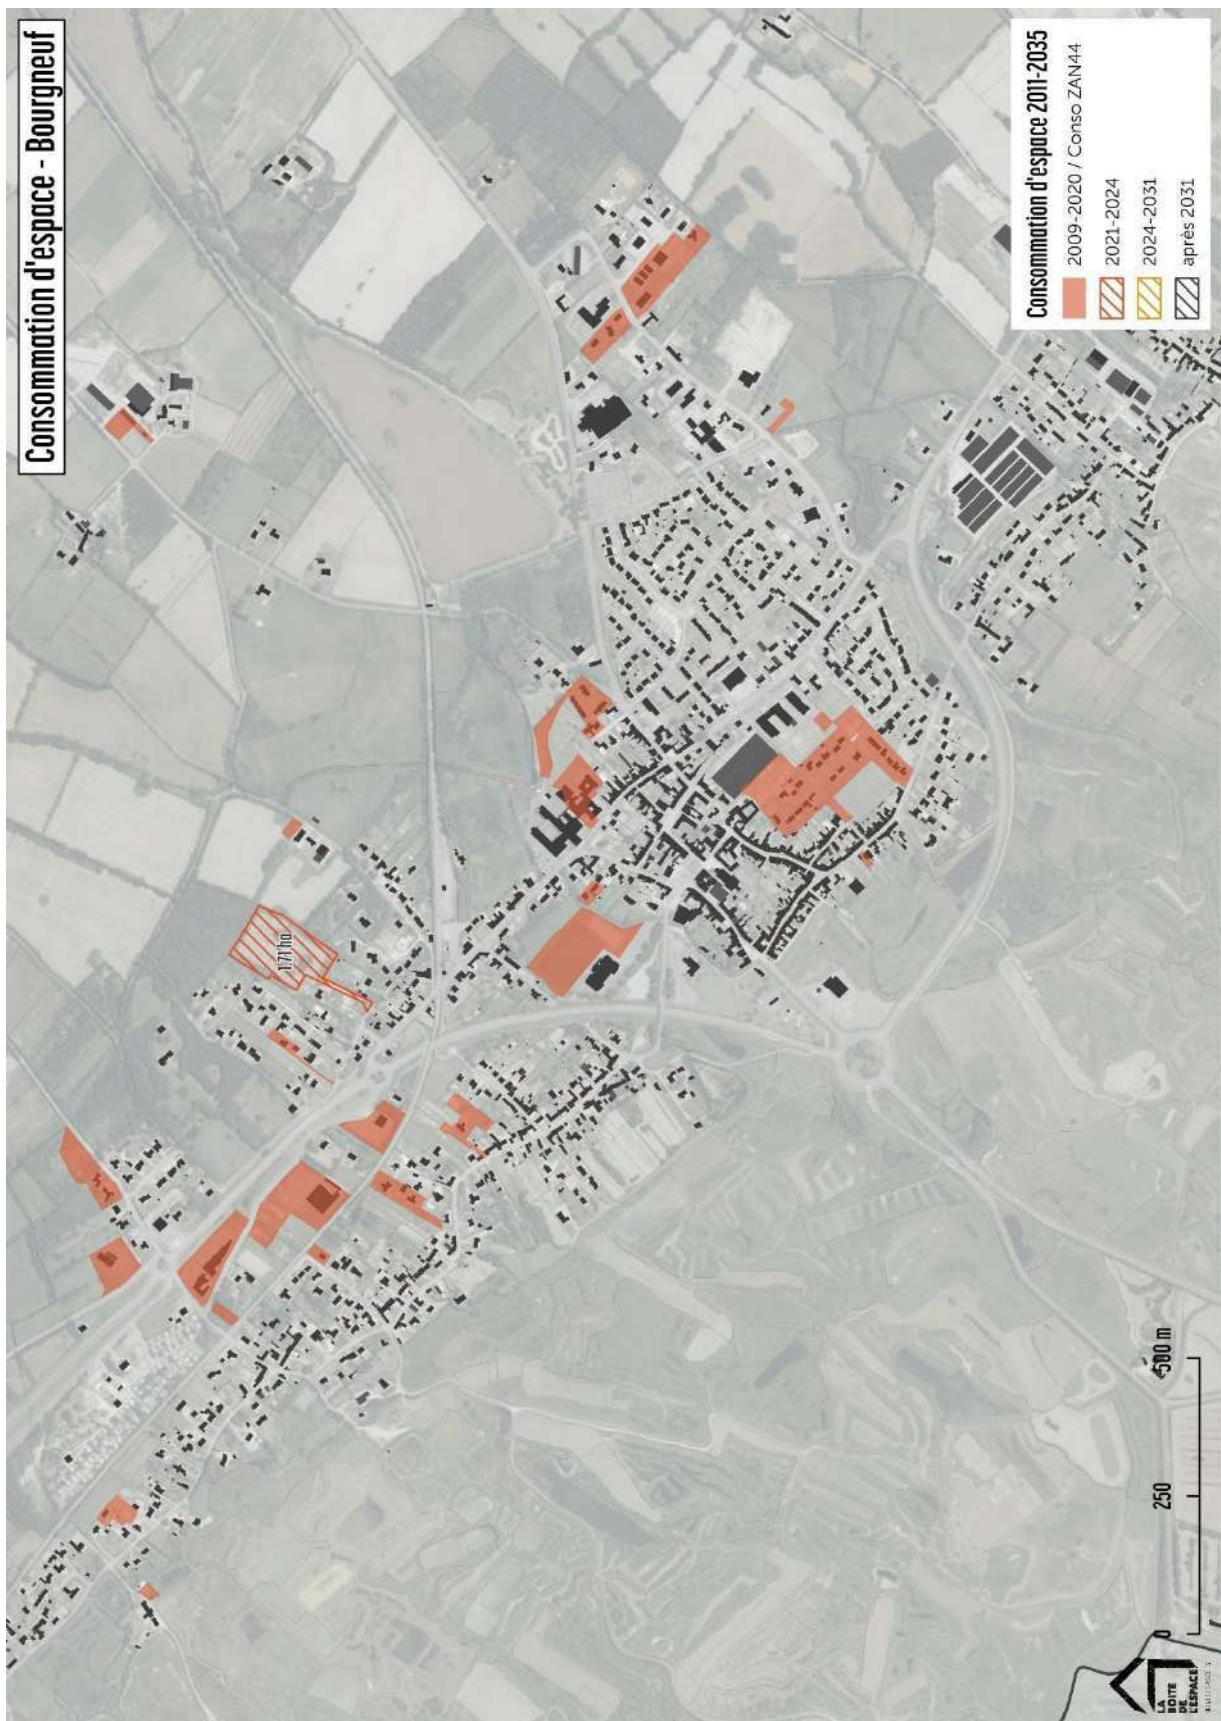 Consommation d'espace - Bourgneuf
Consommation d'espace 2011-2035
2009-2020 / Conso ZAN44
2021-2024
2024-2031
après 2031
1.71 ha
0 250 500 m
LA
BOITE
DE
L'ESPACE